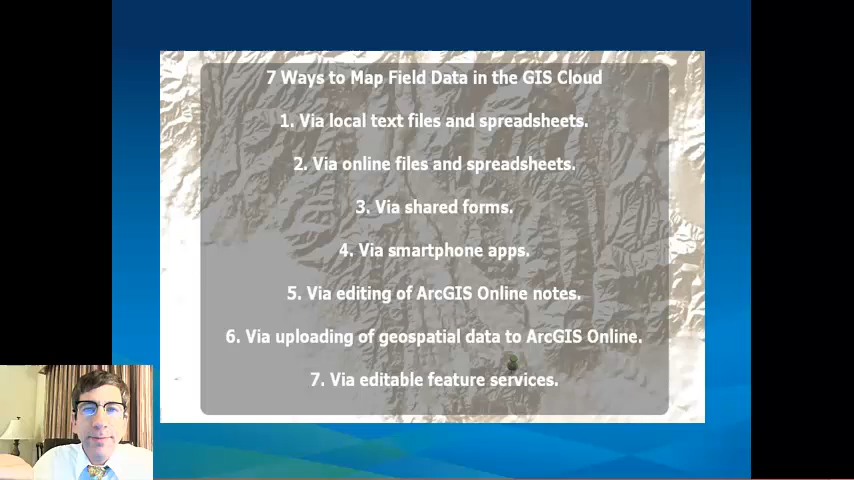 7 Ways to Map Field Data in the GIS Cloud
1. Via local text files and spreadsheets.
2. Via online files and spreadsheets.
3. Via shared forms.
4. Via smartphone apps.
5. Via editing of ArcGIS Online notes.
6. Via uploading of geospatial data to ArcGIS Online.
7. Via editable feature services.